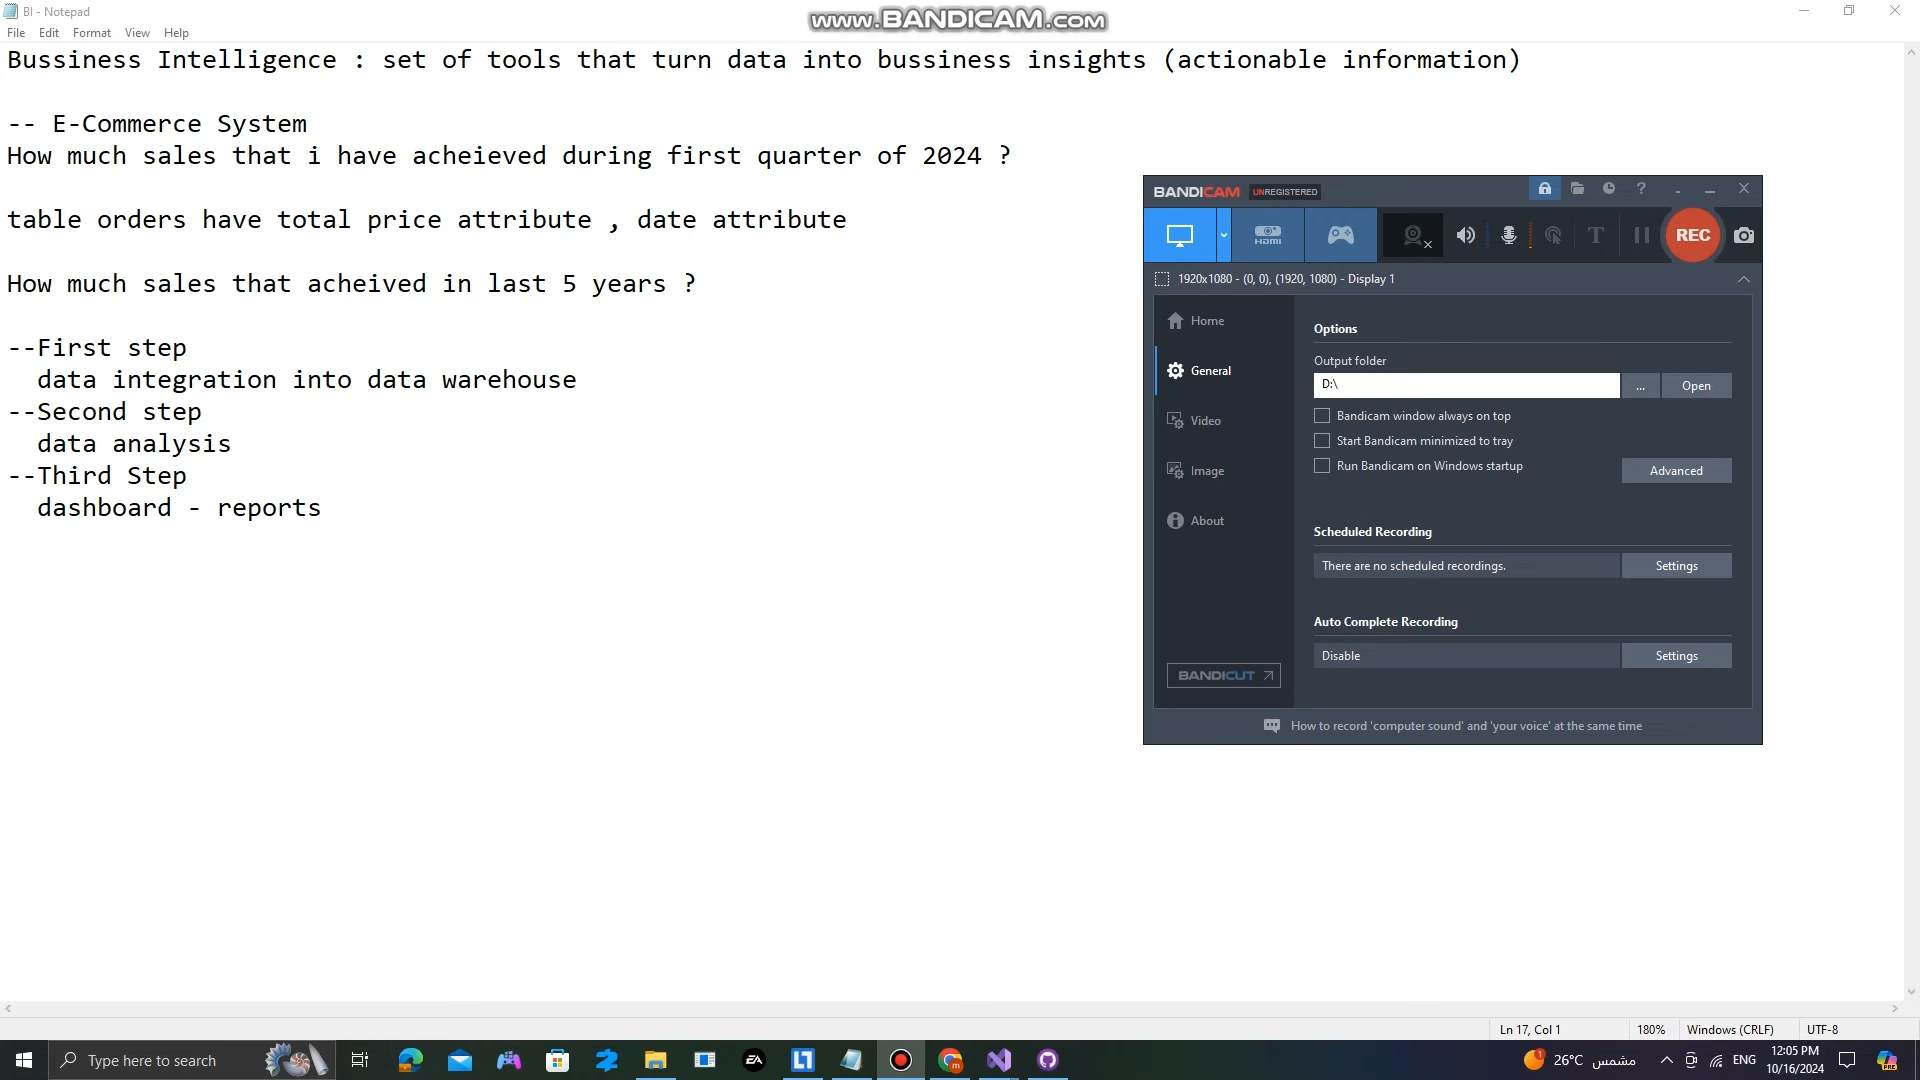 BI - Notepad
www.BANDICAM.COM
File Edit Format View Help
Bussiness Intelligence : set of tools that turn data into bussiness insights (actionable information)
-- E-Commerce System
How much sales that i have acheieved during first quarter of 2024 ?
table orders have total price attribute , date attribute
How much sales that acheived in last 5 years ?
--First step
data integration into data warehouse
--Second step
data analysis
--Third Step
dashboard - reports
BANDICAM UNREGISTERED
?
HDMI
T
REC
1920x1080 - (0, 0), (1920, 1080) - Display 1
Home
General
Video
Image
About
BANDICUT
Options
Output folder
D:\
... Open
Bandicam window always on top
Start Bandicam minimized to tray
Run Bandicam on Windows startup
Advanced
Scheduled Recording
There are no scheduled recordings.
Settings
Auto Complete Recording
Disable
Settings
How to record 'computer sound' and 'your voice' at the same time
Ln 17, Col 1 180% Windows (CRLF) UTF-8
Type here to search
EA
26°C مشمس
ENG
12:05 PM
10/16/2024